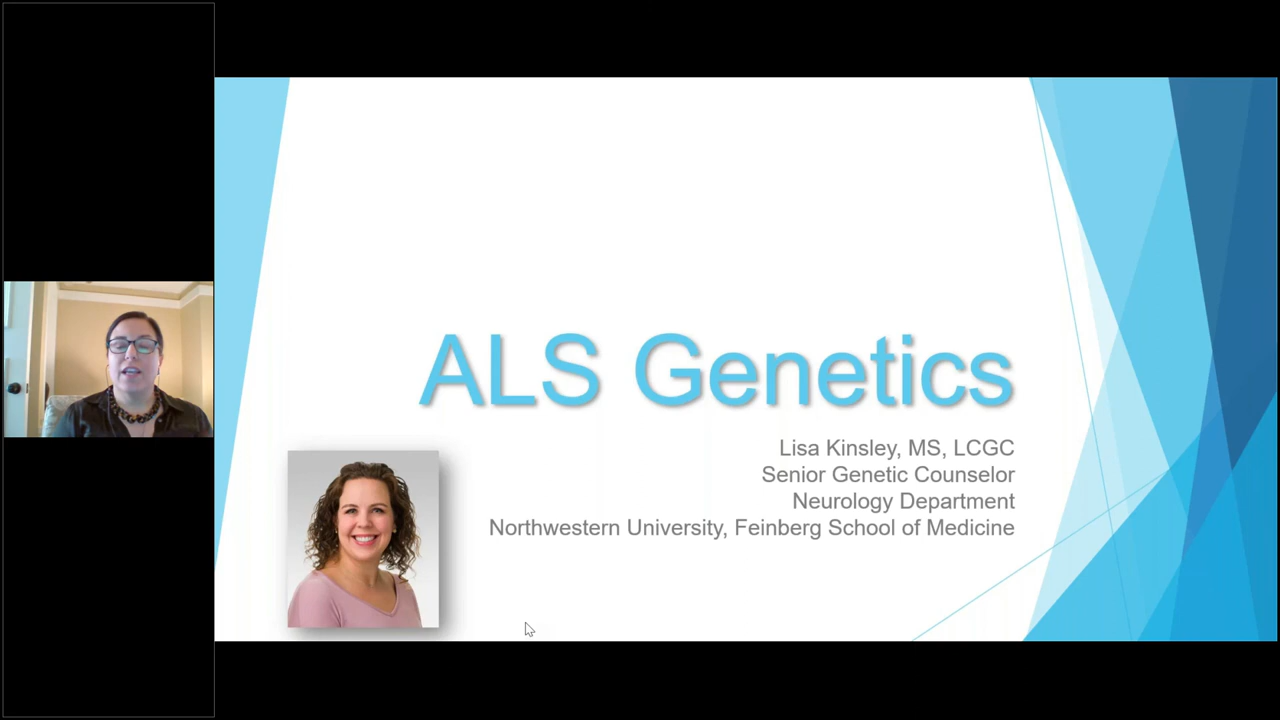 ALS Genetics
Lisa Kinsley, MS, LCGC
Senior Genetic Counselor
Neurology Department
Northwestern University, Feinberg School of Medicine